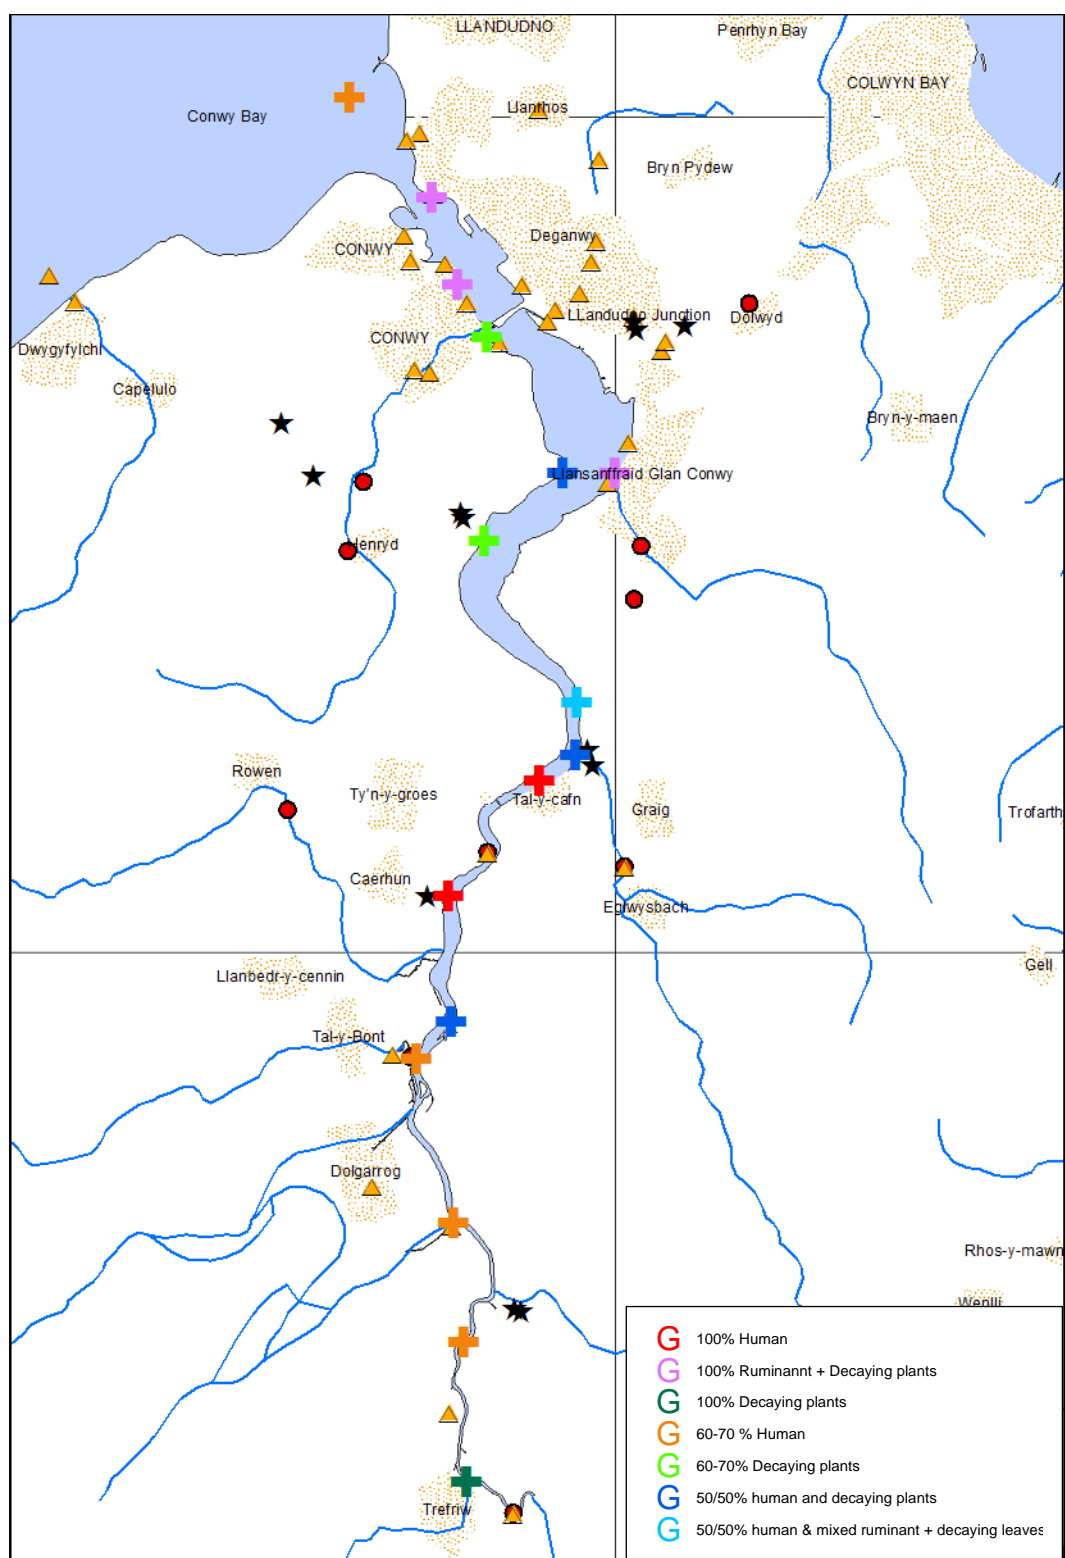 LLANDUDNO
Penrhyn Bay
COLWYN BAY
Conwy Bay
Llanrhos
Bryn Pydew
Deganwy
CONWY
LLandudno Junction
Dolwyd
CONWY
Dwygyfylchi
Capelulo
Bryn-y-maen
Llansanffraid Glan Conwy
Henryd
Rowen
Ty'n-y-groes
Tal-y-cafn
Graig
Trofarth
Caerhun
Eglwysbach
Llanbedr-y-cennin
Gell
Tal-y-Bont
Dolgarrog
Rhos-y-mawn
Wenlli
Trefriw
G 100% Human
G 100% Ruminannt + Decaying plants
G 100% Decaying plants
G 60-70 % Human
G 60-70% Decaying plants
G 50/50% human and decaying plants
G 50/50% human & mixed ruminant + decaying leaves